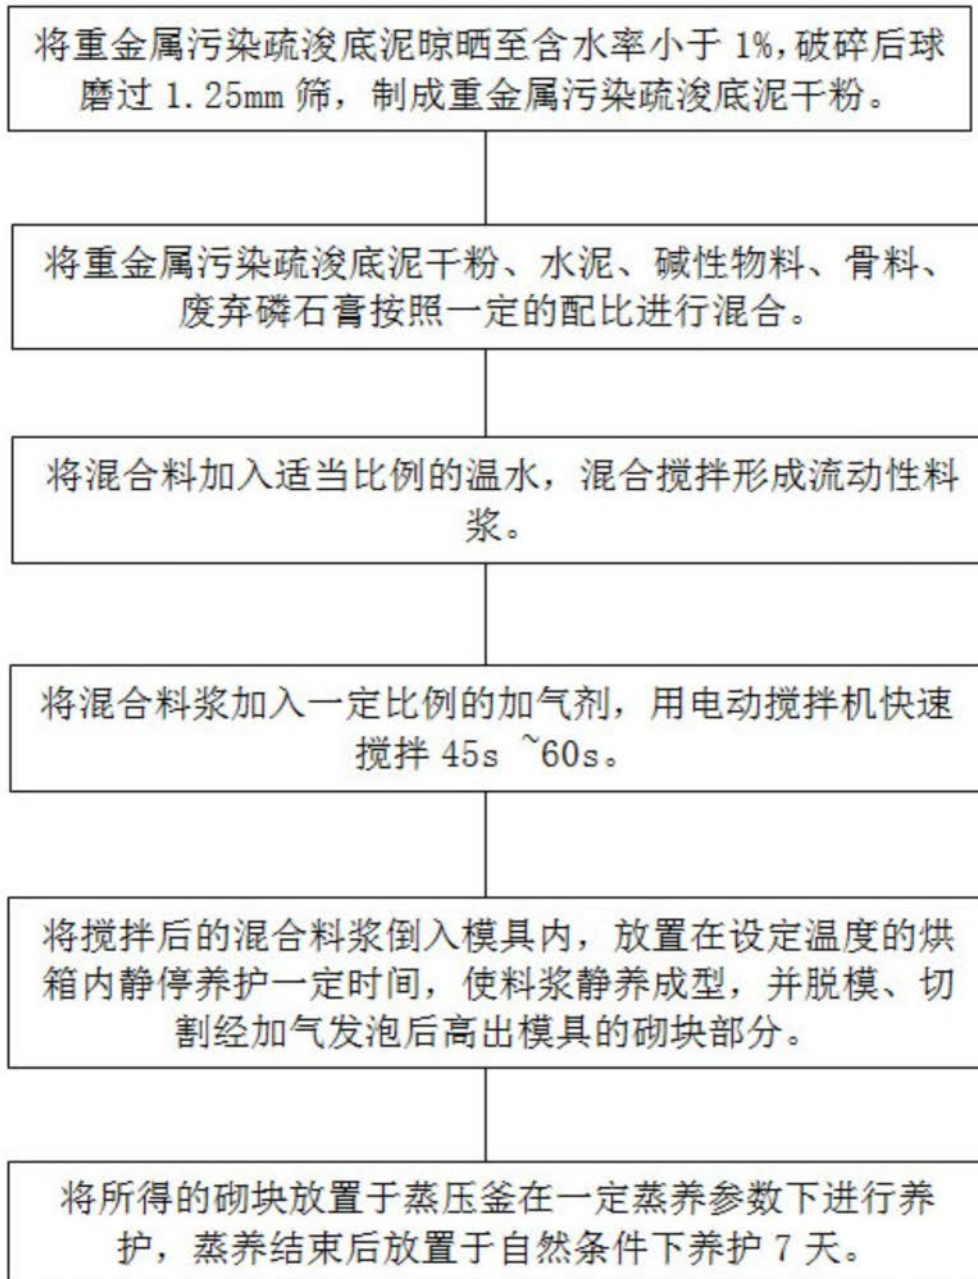 将重金属污染疏浚底泥晾晒至含水率小于1%,破碎后球
磨过1.25mm筛，制成重金属污染疏浚底泥干粉。
将重金属污染疏浚底泥干粉、水泥、碱性物料、骨料、
废弃磷石膏按照一定的配比进行混合。
将混合料加入适当比例的温水，混合搅拌形成流动性料
浆。
将混合料浆加入一定比例的加气剂，用电动搅拌机快速
搅拌45s ~60s。
将搅拌后的混合料浆倒入模具内，放置在设定温度的烘
箱内静停养护一定时间，使料浆静养成型，并脱模、切
割经加气发泡后高出模具的砌块部分。
将所得的砌块放置于蒸压釜在一定蒸养参数下进行养
护，蒸养结束后放置于自然条件下养护7天。